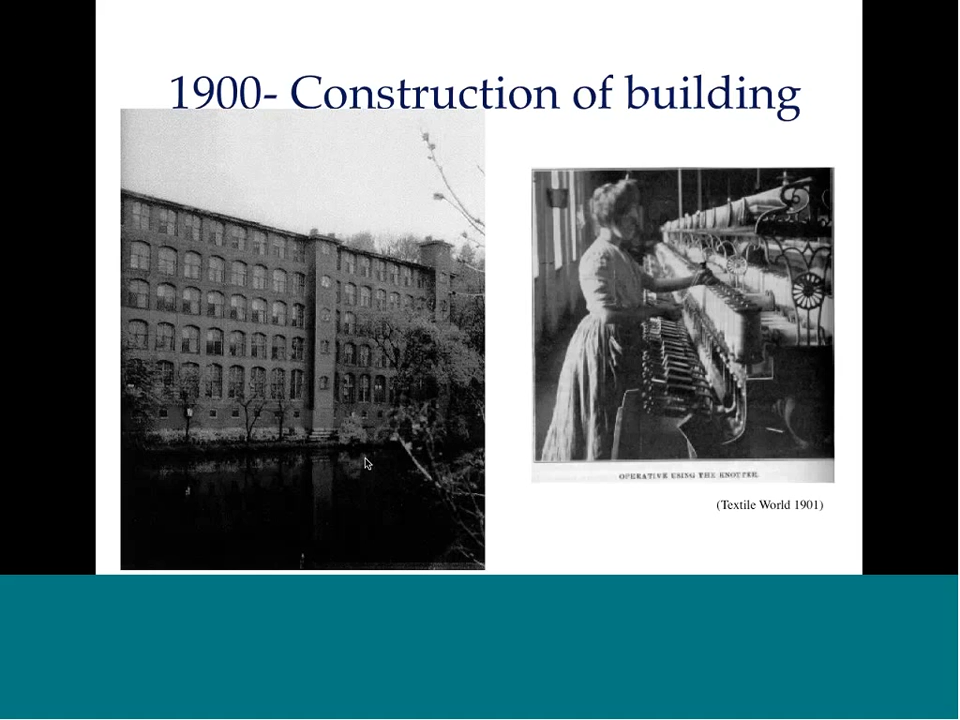 1900- Construction of building
OPERATIVE USING THE KNOTTER.
(Textile World 1901)